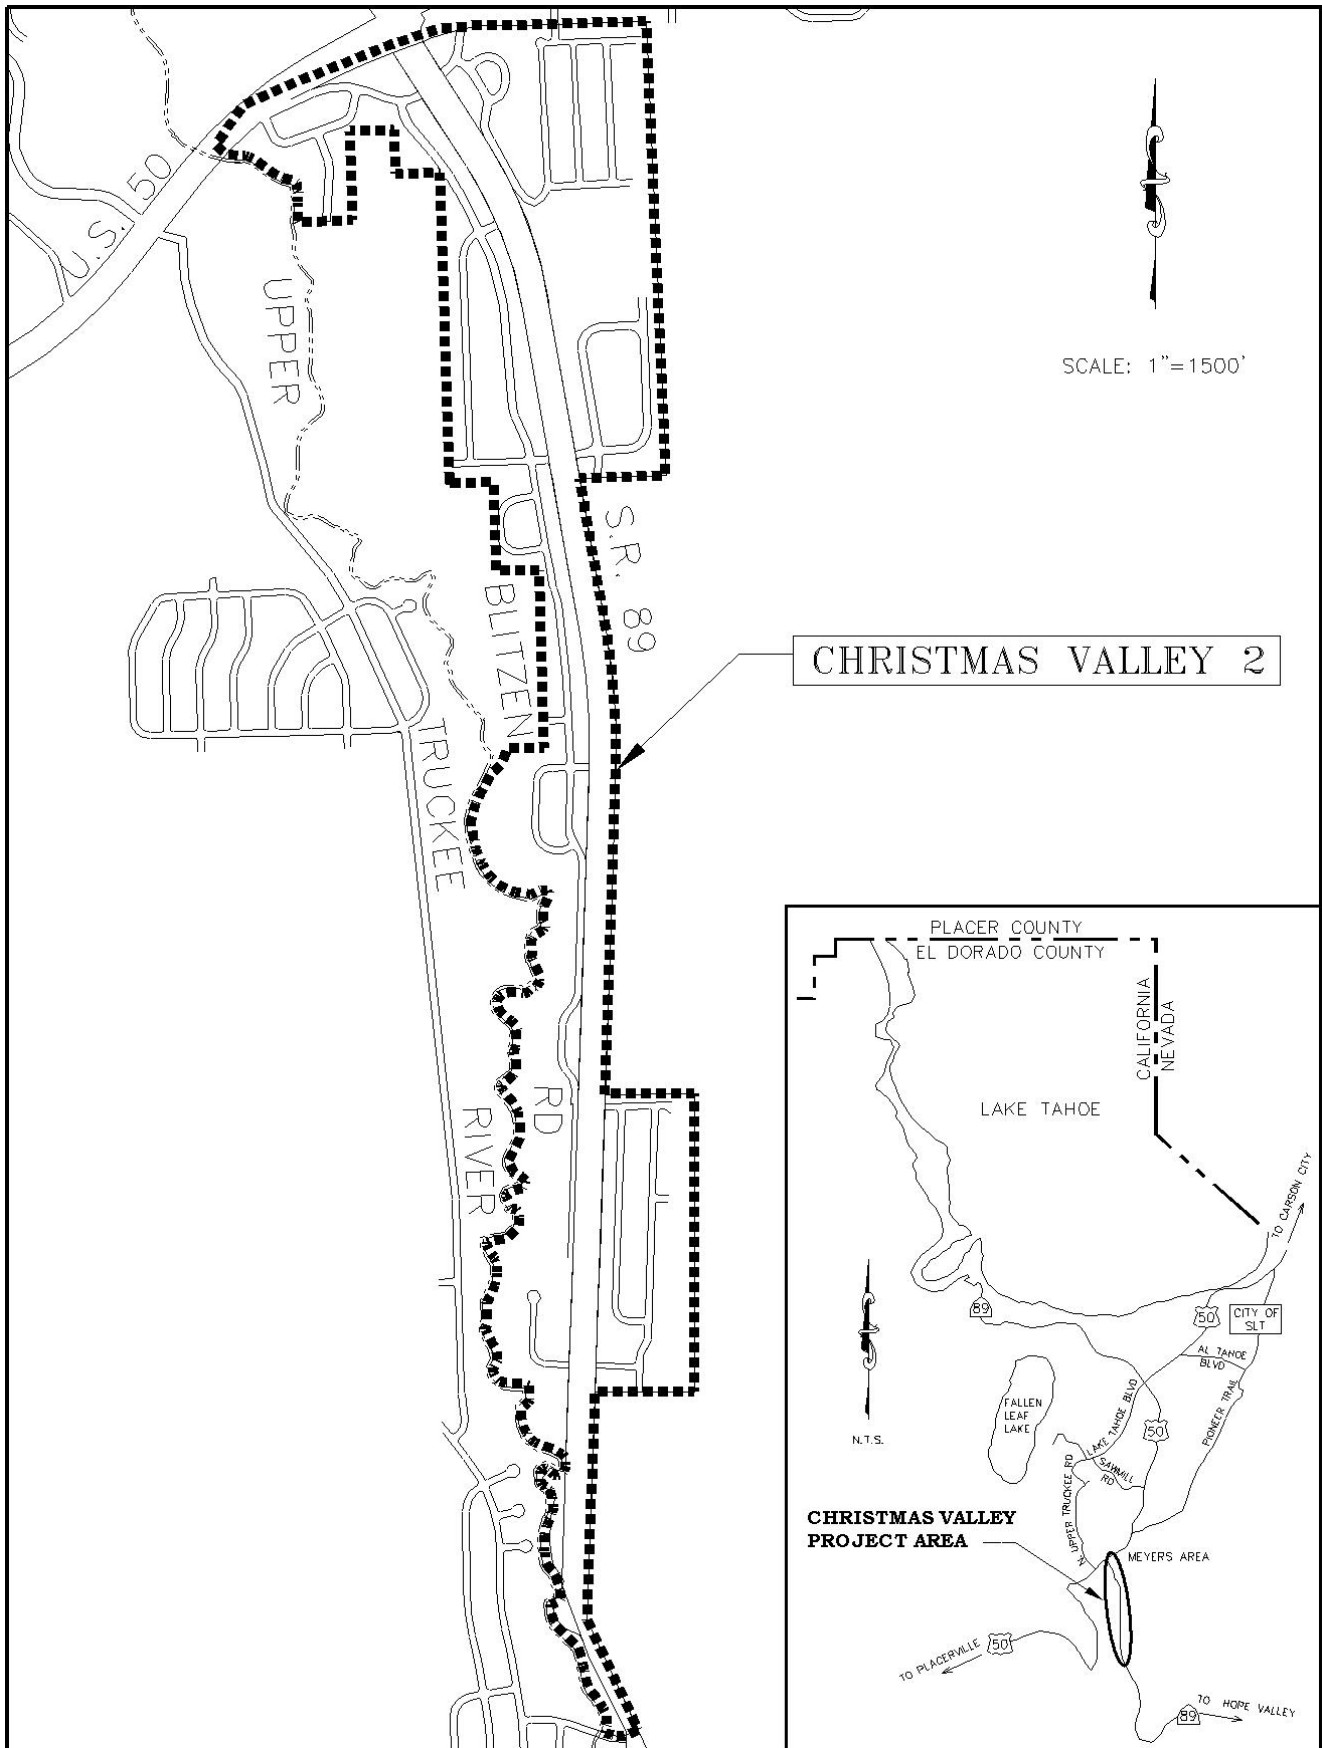 U.S. 50
UPPER
SCALE: 1"=1500'
S.R. 89
BLITZEN
CHRISTMAS VALLEY 2
TRUCKEE
RD
RIVER
PLACER COUNTY
EL DORADO COUNTY
CALIFORNIA
NEVADA
LAKE TAHOE
TO CARSON CITY
89
50
CITY OF
SLT
AL TAHOE
BLVD
PIONEER TRAIL
LAKE TAHOE BLVD
FALLEN
LEAF
LAKE
50
N.T.S.
SAWMILL
RD
N. UPPER TRUCKEE RD
CHRISTMAS VALLEY
PROJECT AREA
MEYERS AREA
TO PLACERVILLE
50
TO HOPE VALLEY
89